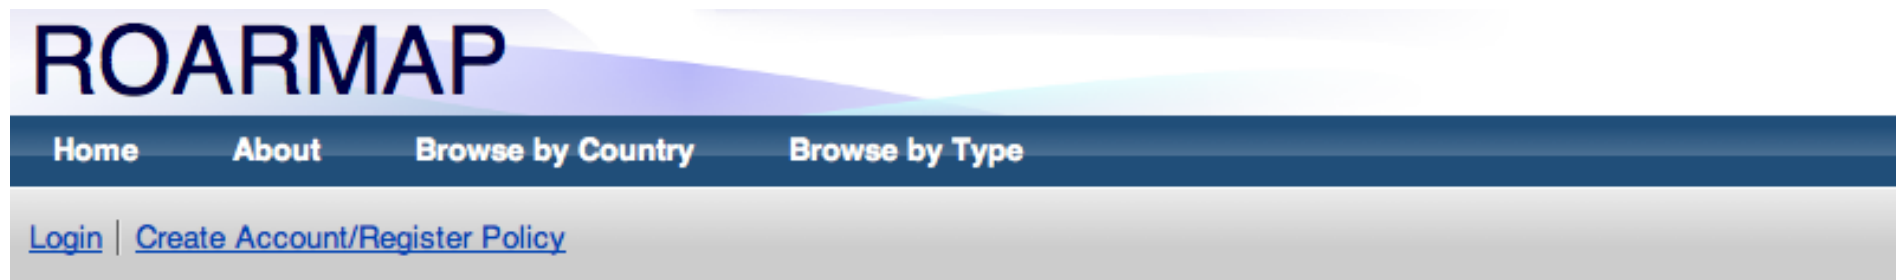 ROARMAP
Home About Browse by Country Browse by Type
Login | Create Account/Register Policy